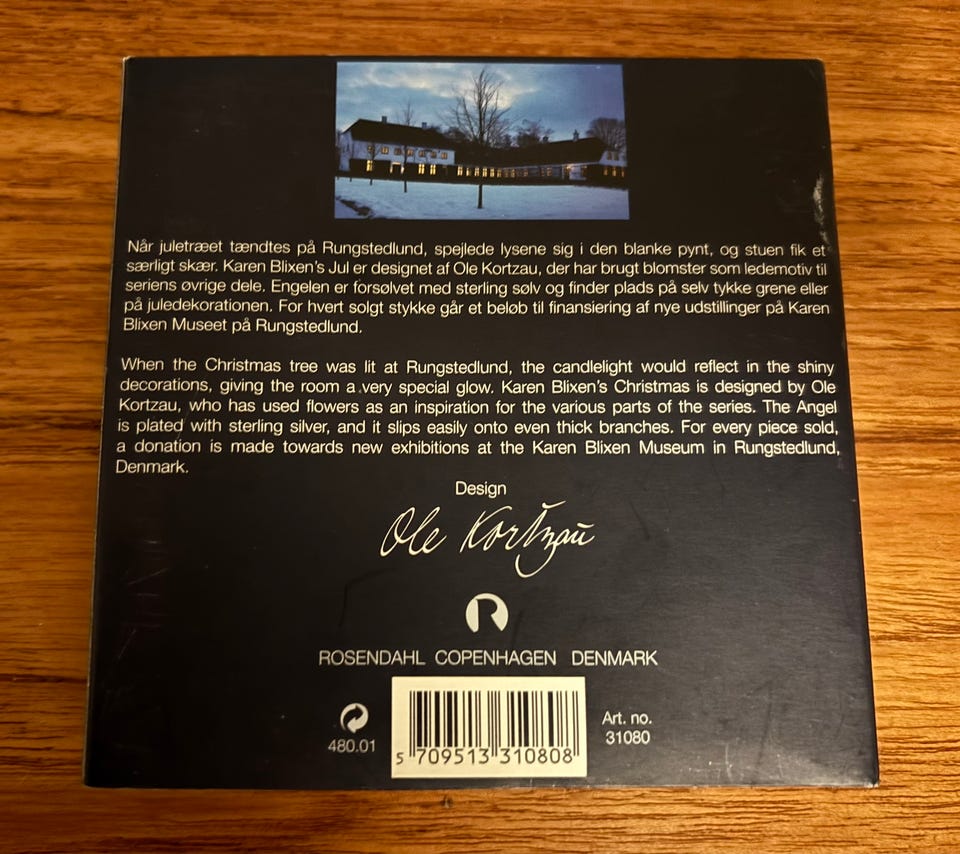 Når juletræet tændtes på Rungstedlund, spejlede lysene sig i den blanke pynt, og stuen fik et
særligt skær. Karen Blixen's Jul er designet af Ole Kortzau, der har brugt blomster som ledemotiv til
seriens øvrige dele. Engelen er forsølvet med sterling sølv og finder plads på selv tykke grene eller
på juledekorationen. For hvert solgt stykke går et beløb til finansiering af nye udstillinger på Karen
Blixen Museet på Rungstedlund.
When the Christmas tree was lit at Rungstedlund, the candlelight would reflect in the shiny
decorations, giving the room a very special glow. Karen Blixen's Christmas is designed by Ole
Kortzau, who has used flowers as an inspiration for the various parts of the series. The Angel
is plated with sterling silver, and it slips easily onto even thick branches. For every piece sold,
a donation is made towards new exhibitions at the Karen Blixen Museum in Rungstedlund,
Denmark.
Design
Ole Kortzau
R
ROSENDAHL COPENHAGEN DENMARK
480.01
5 709513 310808
Art. no.
31080